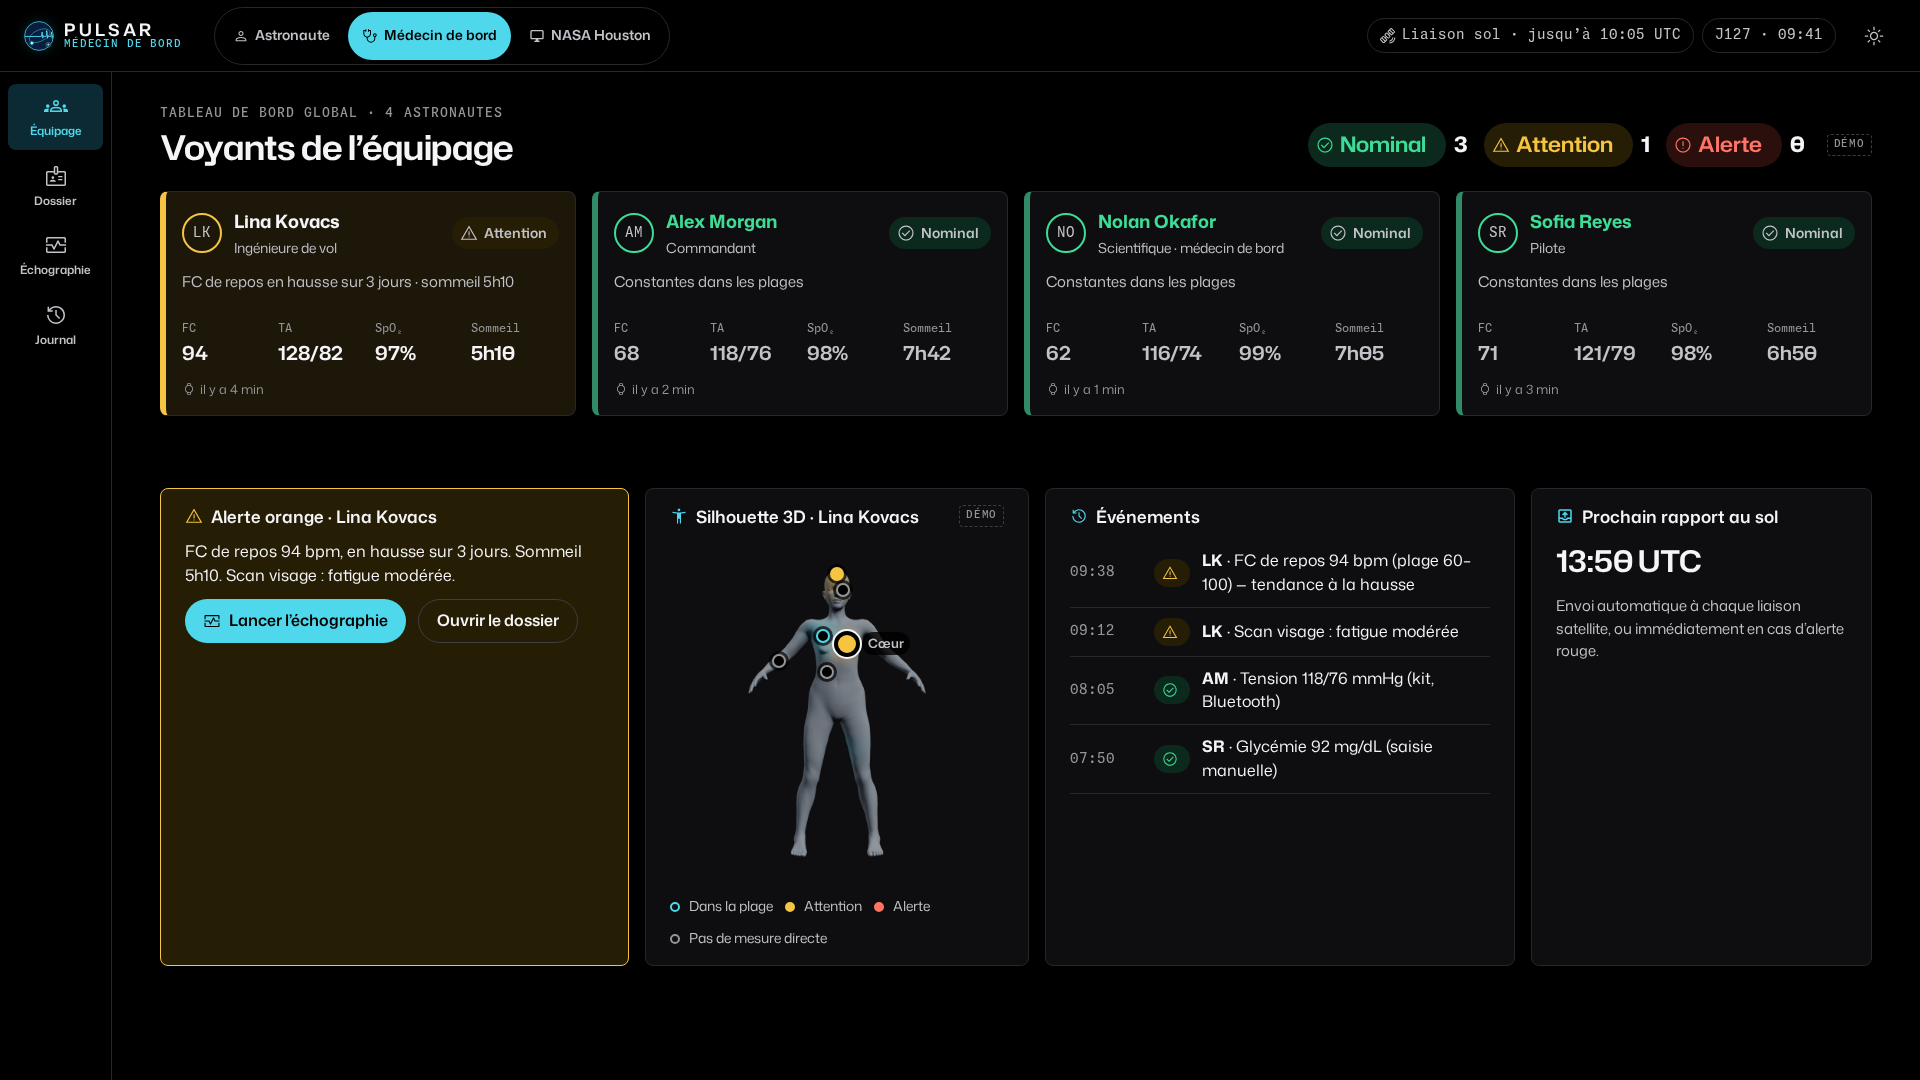 PULSAR
MÉDECIN DE BORD
Astronaute
Médecin de bord
NASA Houston
Liaison sol · jusqu’à 10:05 UTC
J127 · 09:41
Équipage
Dossier
Échographie
Journal
TABLEAU DE BORD GLOBAL · 4 ASTRONAUTES
Voyants de l’équipage
Nominal 3
Attention 1
Alerte 0
DÉMO
LK
Lina Kovacs
Ingénieure de vol
Attention
FC de repos en hausse sur 3 jours · sommeil 5h10
FC TA SpO₂ Sommeil
94 128/82 97% 5h10
il y a 4 min
AM
Alex Morgan
Commandant
Nominal
Constantes dans les plages
FC TA SpO₂ Sommeil
68 118/76 98% 7h42
il y a 2 min
NO
Nolan Okafor
Scientifique · médecin de bord
Nominal
Constantes dans les plages
FC TA SpO₂ Sommeil
62 116/74 99% 7h05
il y a 1 min
SR
Sofia Reyes
Pilote
Nominal
Constantes dans les plages
FC TA SpO₂ Sommeil
71 121/79 98% 6h50
il y a 3 min
Alerte orange · Lina Kovacs
FC de repos 94 bpm, en hausse sur 3 jours. Sommeil
5h10. Scan visage : fatigue modérée.
Lancer l’échographie
Ouvrir le dossier
Silhouette 3D · Lina Kovacs
DÉMO
Cœur
Dans la plage
Attention
Alerte
Pas de mesure directe
Événements
09:38
LK · FC de repos 94 bpm (plage 60–
100) — tendance à la hausse
09:12
LK · Scan visage : fatigue modérée
08:05
AM · Tension 118/76 mmHg (kit,
Bluetooth)
07:50
SR · Glycémie 92 mg/dL (saisie
manuelle)
Prochain rapport au sol
13:50 UTC
Envoi automatique à chaque liaison
satellite, ou immédiatement en cas d’alerte
rouge.